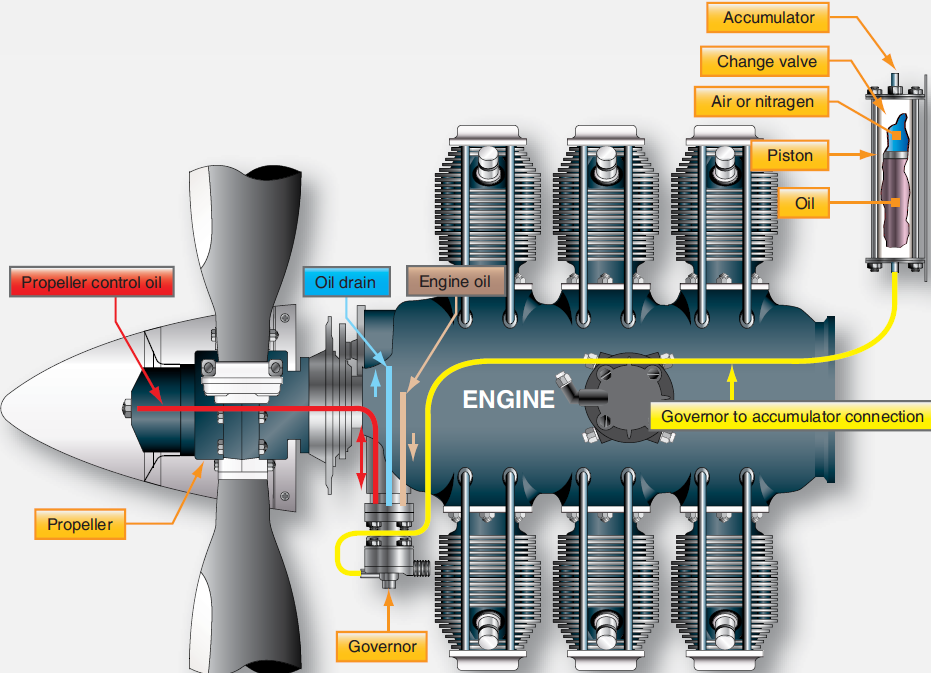 Accumulator
Change valve
Air or nitragen
Piston
Oil
Propeller control oil
Oil drain
Engine oil
ENGINE
Governor to accumulator connection
Propeller
Governor